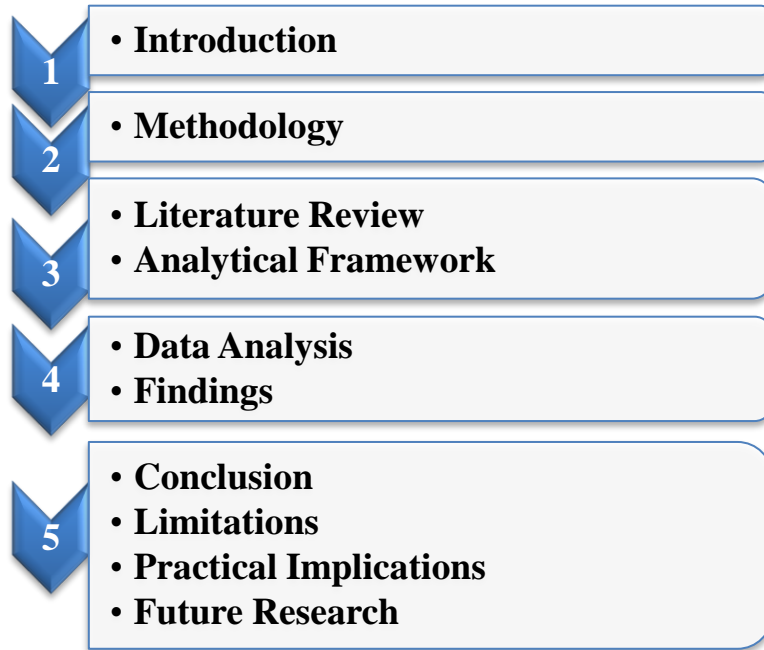 1
• Introduction
2
• Methodology
3
• Literature Review
• Analytical Framework
4
• Data Analysis
• Findings
5
• Conclusion
• Limitations
• Practical Implications
• Future Research